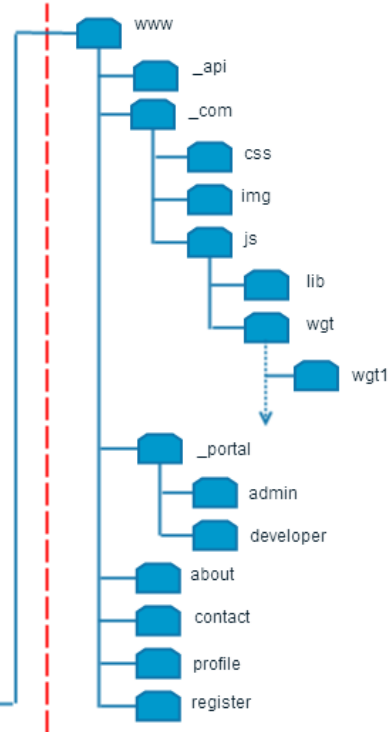 www
_api
_com
css
img
js
lib
wgt
wgt1
_portal
admin
developer
about
contact
profile
register